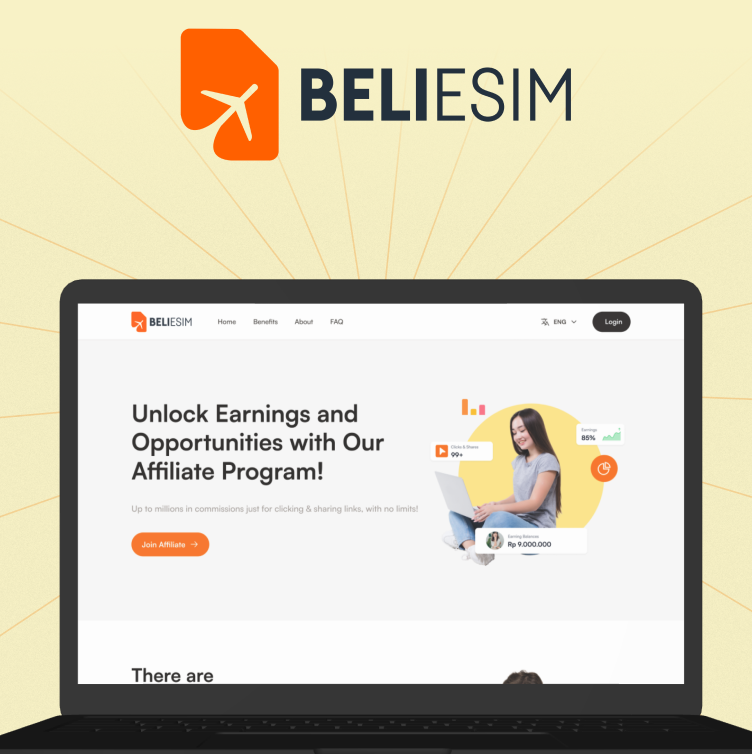 BELIESIM
BELIESIM
Home
Benefits
About
FAQ
ENG
Login
Unlock Earnings and
Opportunities with Our
Affiliate Program!
Up to millions in commissions just for clicking & sharing links, with no limits!
Join Affiliate
Clicks & Shares
99+
Earnings
85%
Earning Balances
Rp 9.000.000
There are